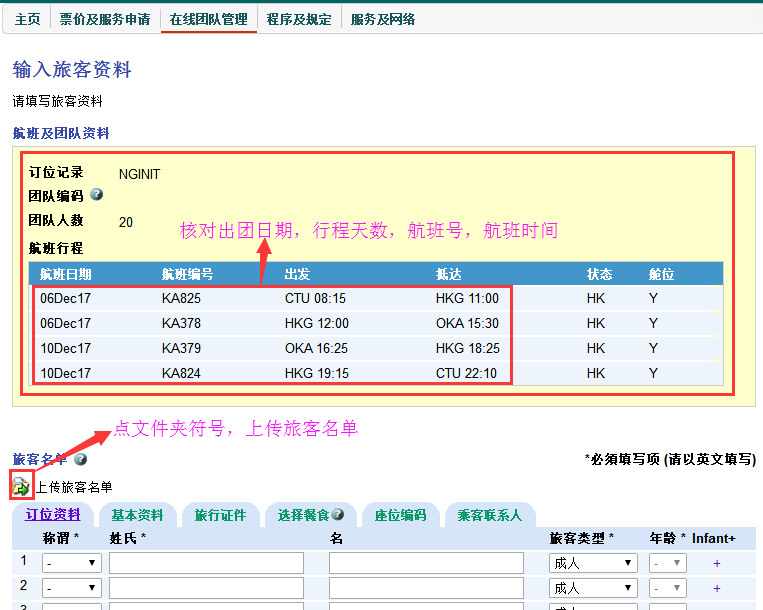 主页 票价及服务申请 在线团队管理 程序及规定 服务及网络
输入旅客资料
请填写旅客资料
航班及团队资料
订位记录 NGINIT
团队编码
团队人数 20
核对出团日期，行程天数，航班号，航班时间
航班行程
航班日期 航班编号 出发 抵达 状态 舱位
06Dec17 KA825 CTU 08:15 HKG 11:00 HK Y
06Dec17 KA378 HKG 12:00 OKA 15:30 HK Y
10Dec17 KA379 OKA 16:25 HKG 18:25 HK Y
10Dec17 KA824 HKG 19:15 CTU 22:10 HK Y
点文件夹符号，上传旅客名单
旅客名单 *必须填写项 (请以英文填写)
上传旅客名单
订位资料 基本资料 旅行证件 选择餐食 座位编码 乘客联系人
称谓 * 姓氏 * 名 旅客类型 * 年龄 * Infant+
1 - 成人 - +
2 - 成人 - +